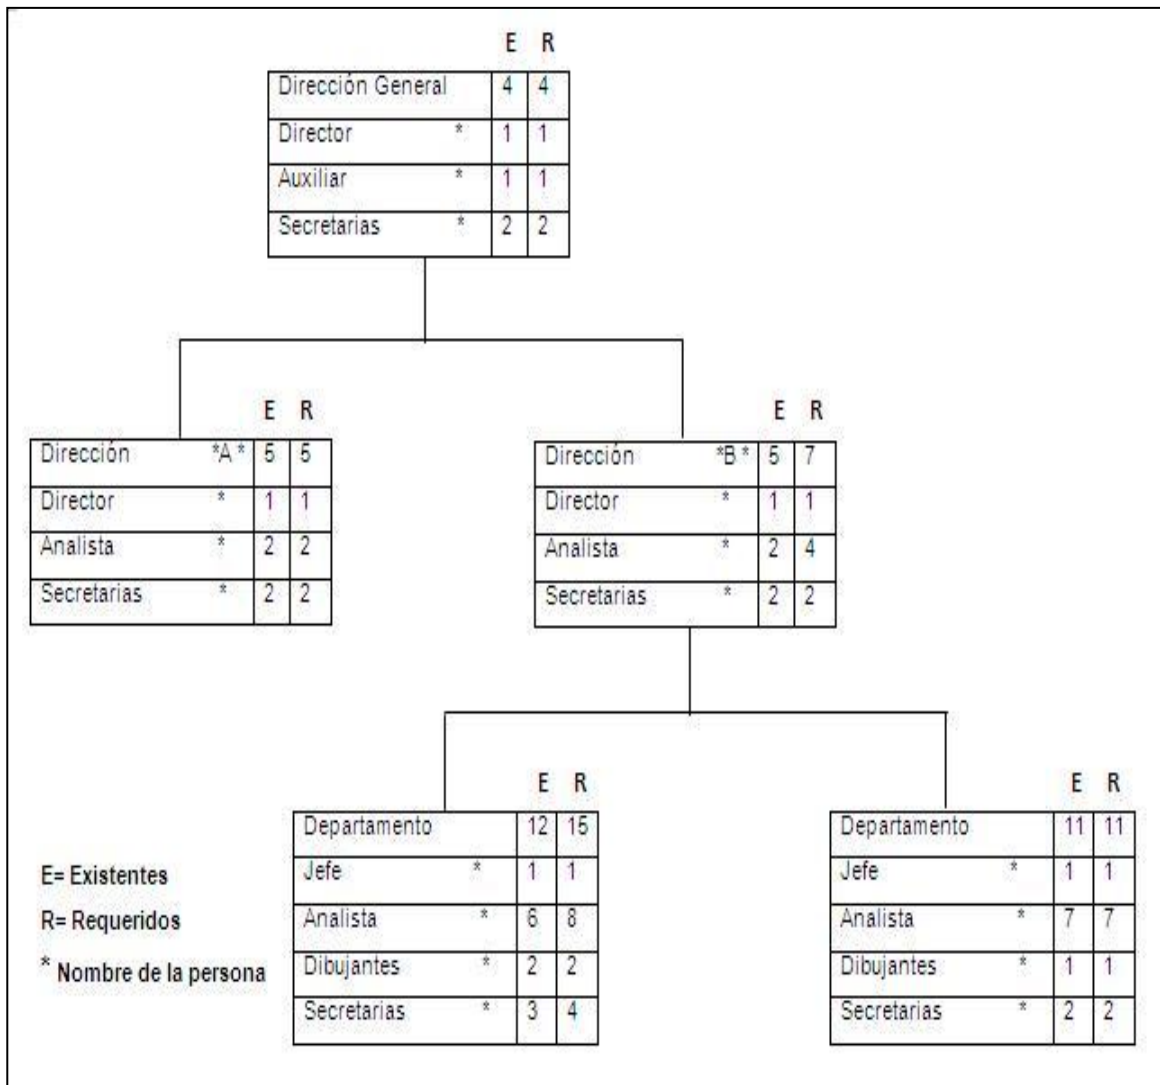 E R
Dirección General 4 4
Director * 1 1
Auxiliar * 1 1
Secretarias * 2 2
E R
Dirección *A * 5 5
Director * 1 1
Analista * 2 2
Secretarias * 2 2
E R
Dirección *B * 5 7
Director * 1 1
Analista * 2 4
Secretarias * 2 2
E R
Departamento 12 15
Jefe * 1 1
Analista * 6 8
Dibujantes * 2 2
Secretarias * 3 4
E R
Departamento 11 11
Jefe * 1 1
Analista * 7 7
Dibujantes * 1 1
Secretarias * 2 2
E= Existentes
R= Requeridos
* Nombre de la persona